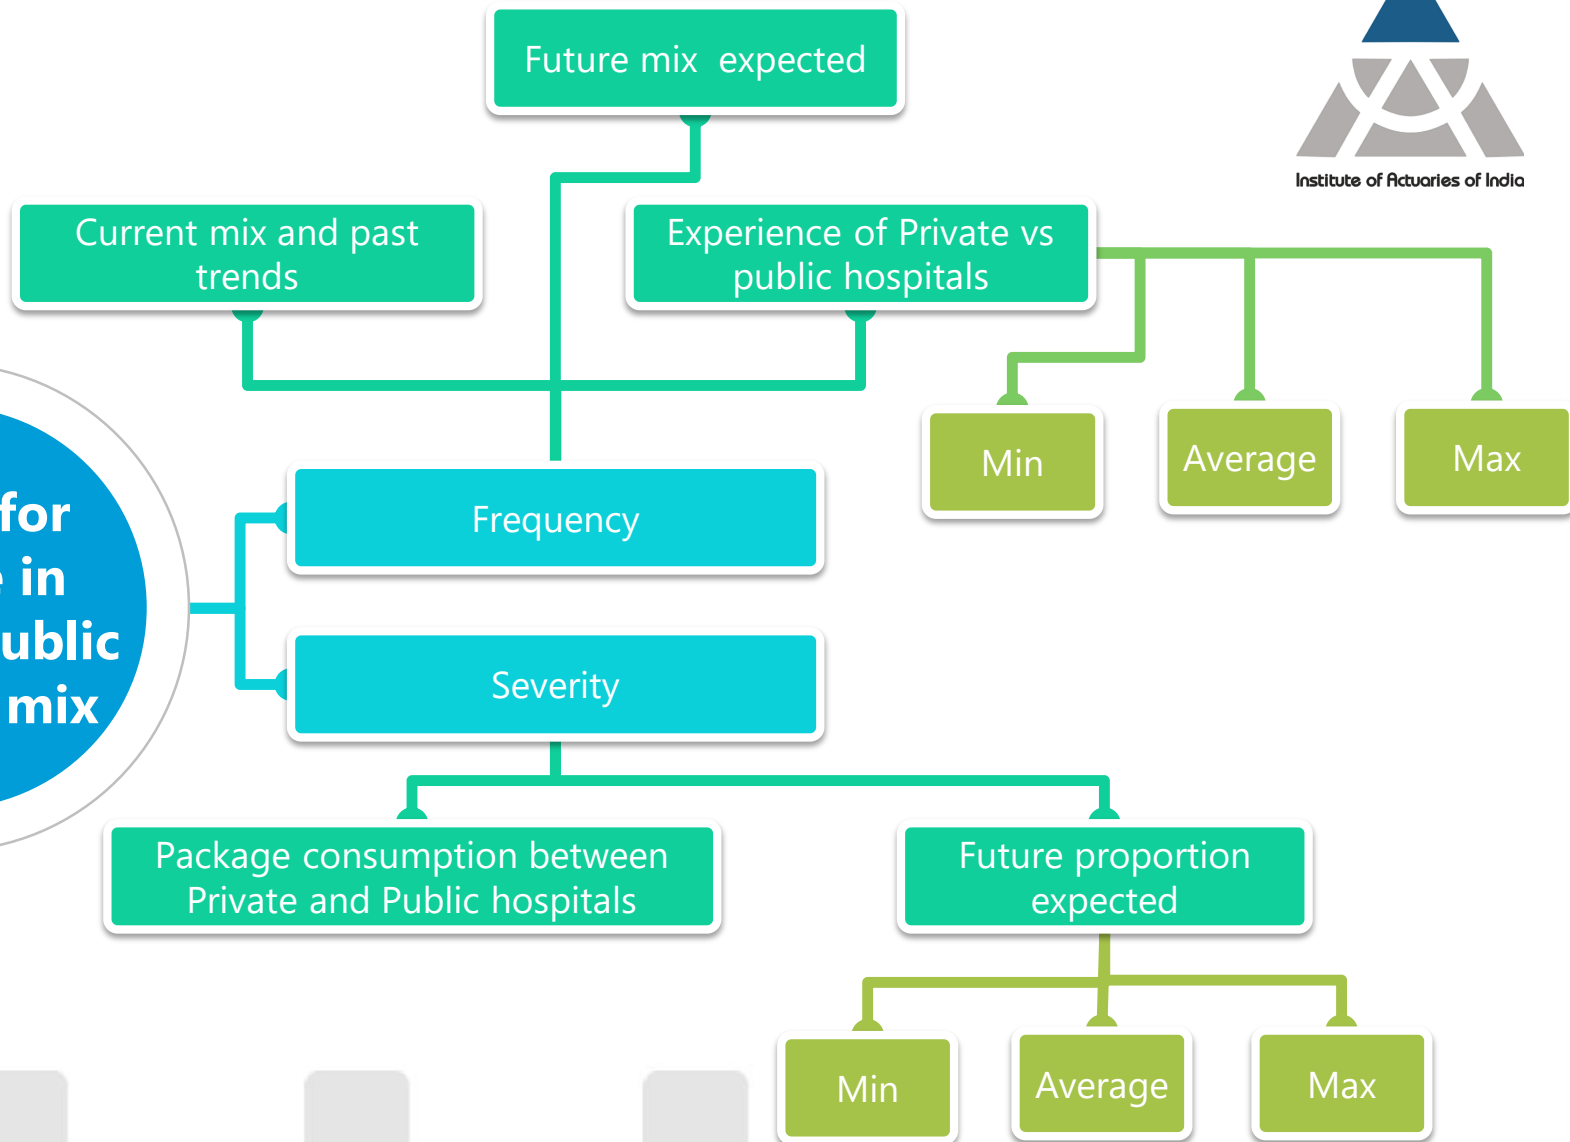 Future mix expected
Institute of Actuaries of India
Current mix and past
trends
Experience of Private vs
public hospitals
Min
Average
Max
for
in
mix
Frequency
Severity
Package consumption between
Private and Public hospitals
Future proportion
expected
Min
Average
Max